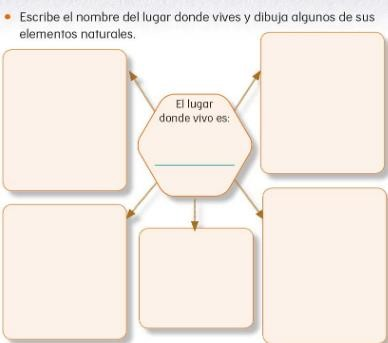 • Escribe el nombre del lugar donde vives y dibuja algunos de sus
elementos naturales.
El lugar
donde vivo es: